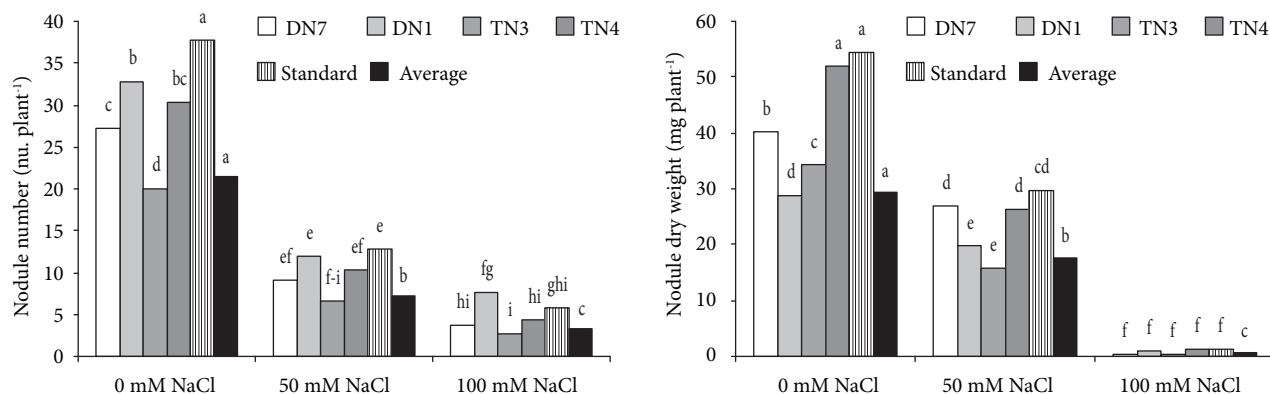 Nodule number (nu. plant⁻¹)
40
35
30
25
20
15
10
5
0
DN7 DN1 TN3 TN4
Standard Average
c b d bc a a
ef e f-i ef e b
hi fg i hi ghi c
0 mM NaCl 50 mM NaCl 100 mM NaCl
Nodule dry weight (mg plant⁻¹)
60
50
40
30
20
10
0
DN7 DN1 TN3 TN4
Standard Average
b d c a a a
d e e d cd b
f f f f f c
0 mM NaCl 50 mM NaCl 100 mM NaCl